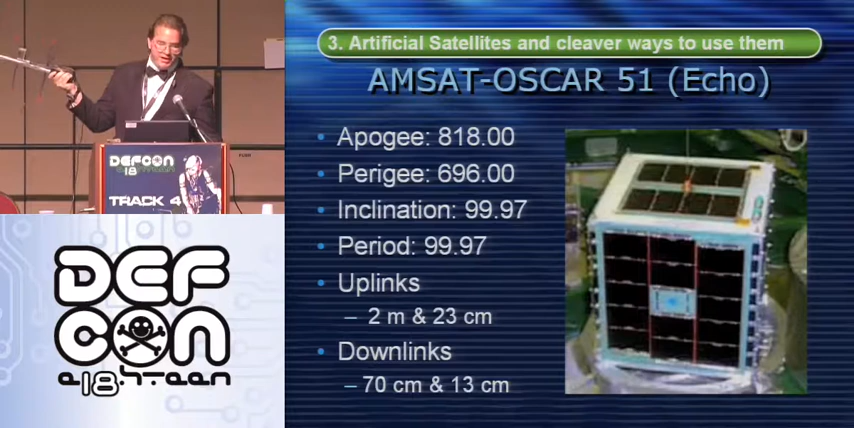 3. Artificial Satellites and cleaver ways to use them
AMSAT-OSCAR 51 (Echo)
• Apogee: 818.00
• Perigee: 696.00
• Inclination: 99.97
• Period: 99.97
• Uplinks
– 2 m & 23 cm
• Downlinks
– 70 cm & 13 cm
DEFCON
18
TRACK 4
DEF
CON
e18hteen